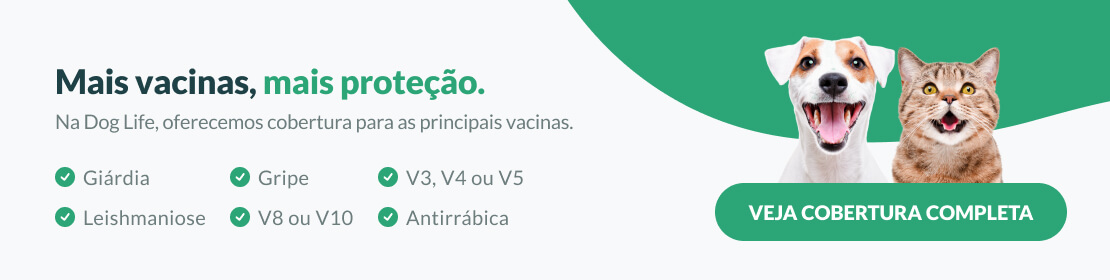 Mais vacinas, mais proteção.
Na Dog Life, oferecemos cobertura para as principais vacinas.
Giárdia
Gripe
V3, V4 ou V5
Leishmaniose
V8 ou V10
Antirrábica
VEJA COBERTURA COMPLETA